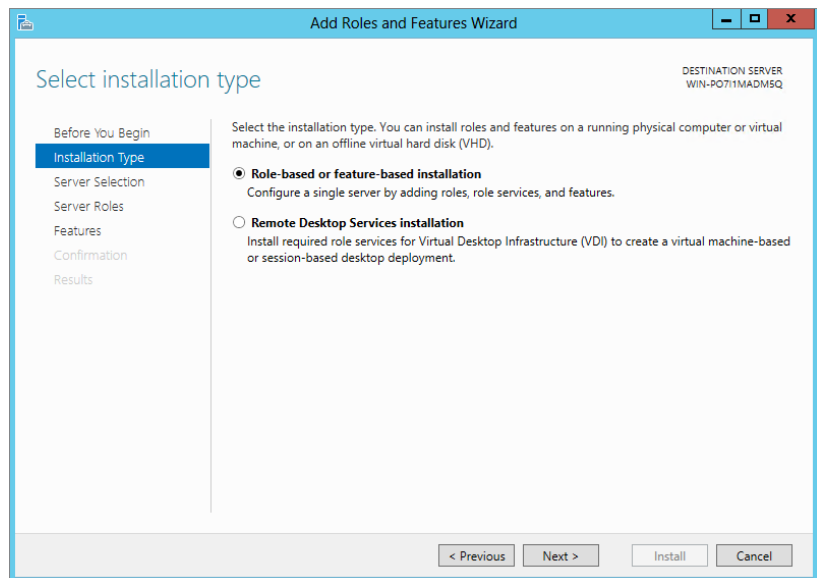 Add Roles and Features Wizard
x
Select installation type
DESTINATION SERVER
WIN-PO7I1MADM5Q
Before You Begin
Installation Type
Server Selection
Server Roles
Features
Confirmation
Results
Select the installation type. You can install roles and features on a running physical computer or virtual
machine, or on an offline virtual hard disk (VHD).
Role-based or feature-based installation
Configure a single server by adding roles, role services, and features.
Remote Desktop Services installation
Install required role services for Virtual Desktop Infrastructure (VDI) to create a virtual machine-based
or session-based desktop deployment.
< Previous
Next >
Install
Cancel